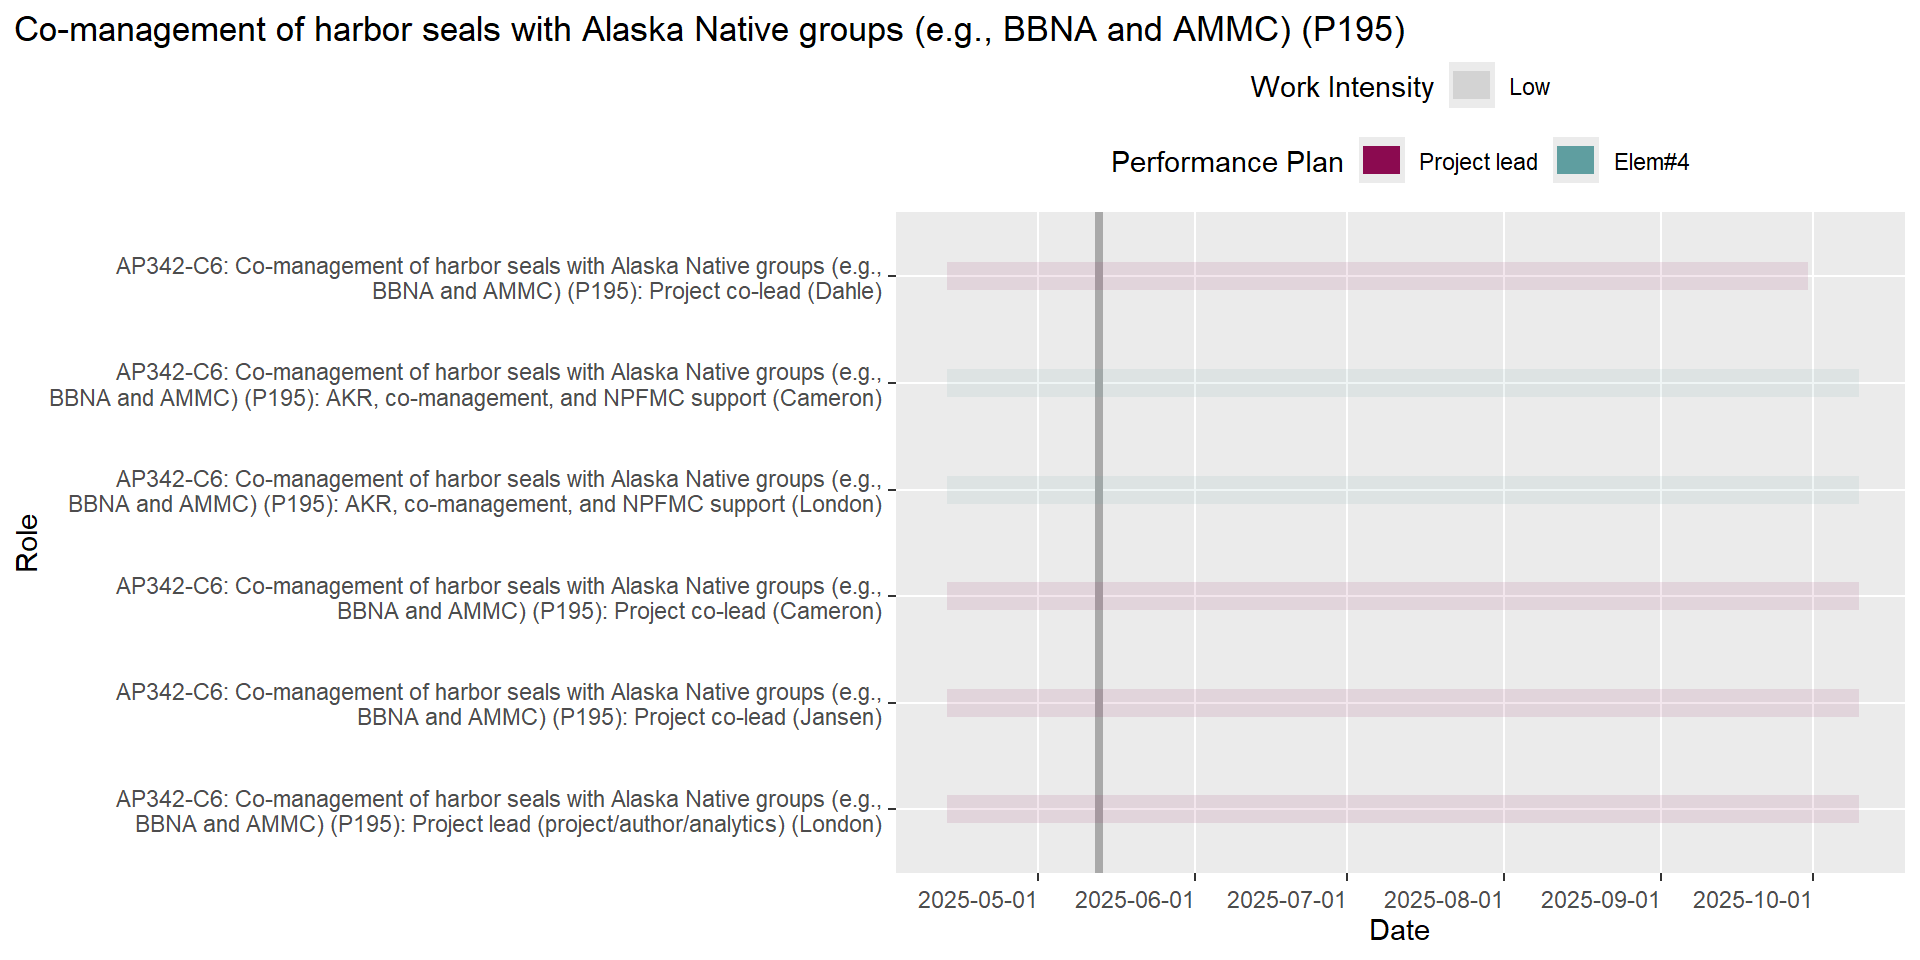 Co-management of harbor seals with Alaska Native groups (e.g., BBNA and AMMC) (P195)
Work Intensity Low
Performance Plan Project lead Elem#4
AP342-C6: Co-management of harbor seals with Alaska Native groups (e.g.,
BBNA and AMMC) (P195): Project co-lead (Dahle)
AP342-C6: Co-management of harbor seals with Alaska Native groups (e.g.,
BBNA and AMMC) (P195): AKR, co-management, and NPFMC support (Cameron)
AP342-C6: Co-management of harbor seals with Alaska Native groups (e.g.,
BBNA and AMMC) (P195): AKR, co-management, and NPFMC support (London)
AP342-C6: Co-management of harbor seals with Alaska Native groups (e.g.,
BBNA and AMMC) (P195): Project co-lead (Cameron)
AP342-C6: Co-management of harbor seals with Alaska Native groups (e.g.,
BBNA and AMMC) (P195): Project co-lead (Jansen)
AP342-C6: Co-management of harbor seals with Alaska Native groups (e.g.,
BBNA and AMMC) (P195): Project lead (project/author/analytics) (London)
Role
2025-05-01 2025-06-01 2025-07-01 2025-08-01 2025-09-01 2025-10-01
Date